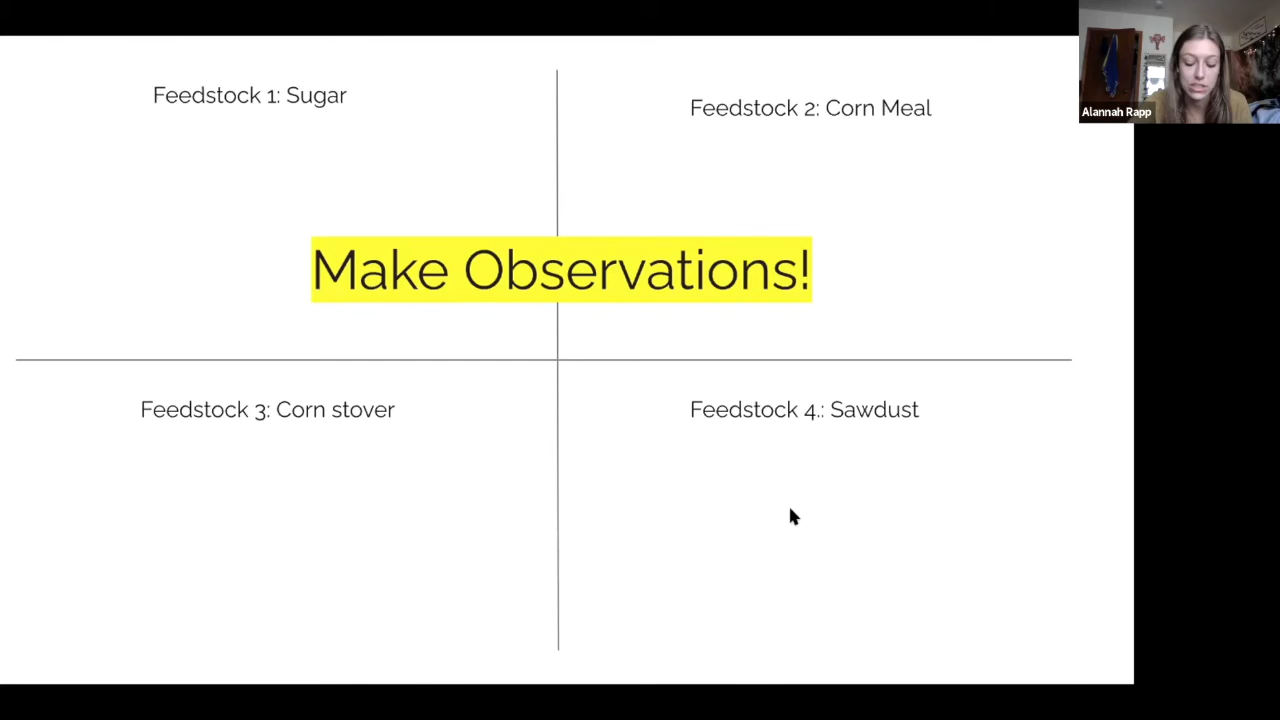 Feedstock 1: Sugar
Feedstock 2: Corn Meal
Make Observations!
Feedstock 3: Corn stover
Feedstock 4.: Sawdust
Alannah Rapp